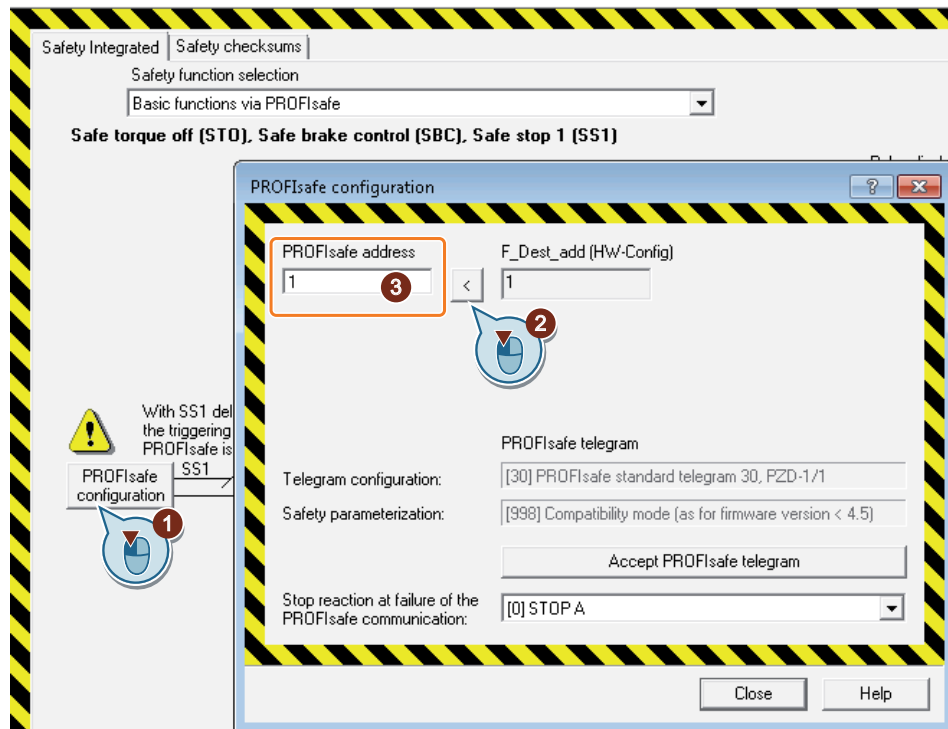 Safety Integrated Safety checksums
Safety function selection
Basic functions via PROFIsafe
Safe torque off (STO), Safe brake control (SBC), Safe stop 1 (SS1)
PROFIsafe configuration
PROFIsafe address F_Dest_add (HW-Config)
1 3 < 1
2
With SS1 del
the triggering
PROFIsafe is
PROFIsafe telegram
SS1
PROFIsafe
configuration
1
Telegram configuration: [30] PROFIsafe standard telegram 30, PZD-1/1
Safety parameterization: [998] Compatibility mode (as for firmware version < 4.5)
Accept PROFIsafe telegram
Stop reaction at failure of the
PROFIsafe communication: [0] STOP A
Close Help